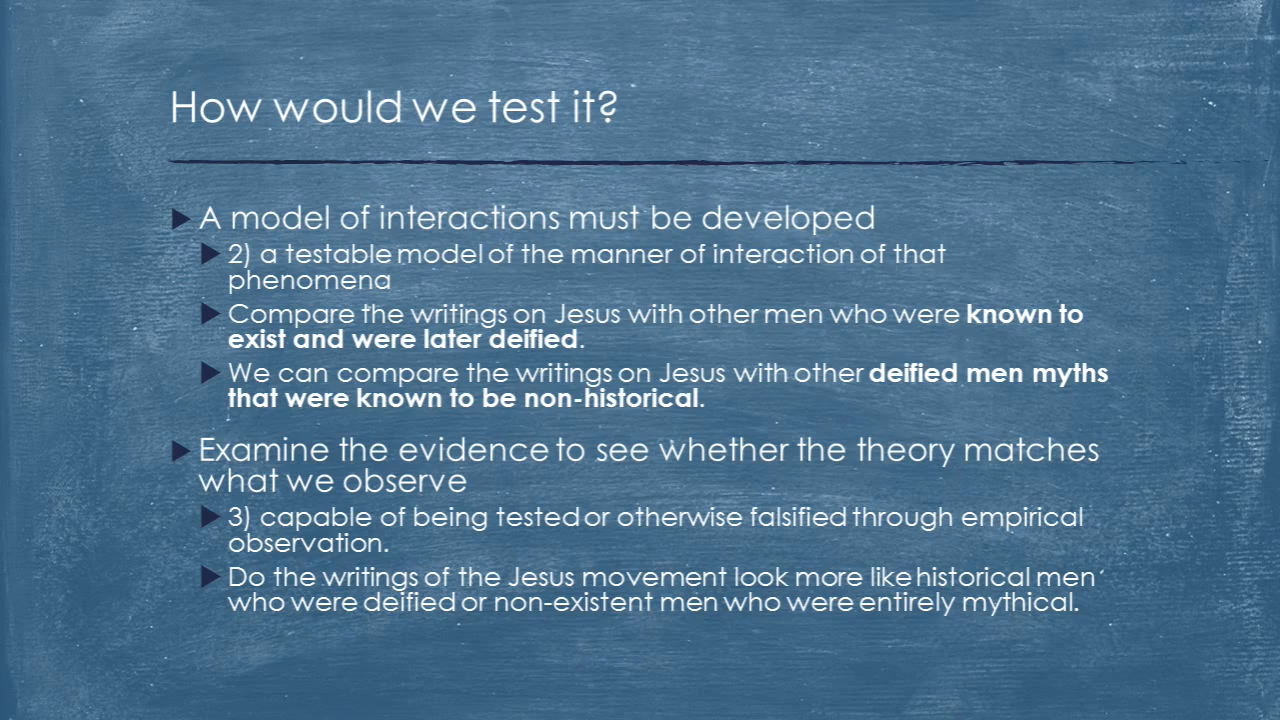 How would we test it?
A model of interactions must be developed
2) a testable model of the manner of interaction of that
phenomena
Compare the writings on Jesus with other men who were known to
exist and were later deified.
We can compare the writings on Jesus with other deified men myths
that were known to be non-historical.
Examine the evidence to see whether the theory matches
what we observe
3) capable of being tested or otherwise falsified through empirical
observation.
Do the writings of the Jesus movement look more like historical men
who were deified or non-existent men who were entirely mythical.